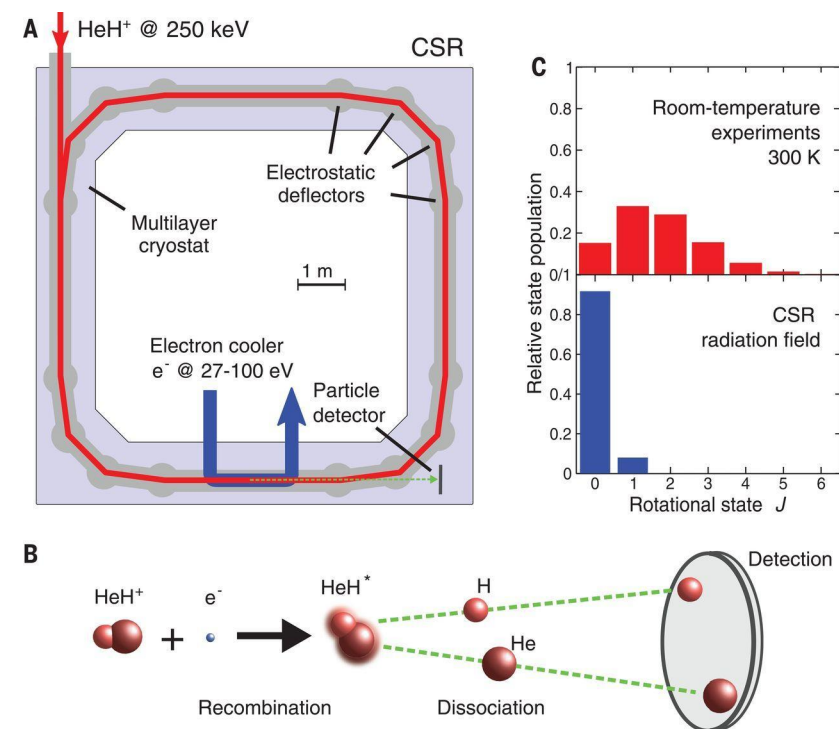 A
HeH⁺ @ 250 keV
CSR
Electrostatic
deflectors
Multilayer
cryostat
1 m
Electron cooler
e⁻ @ 27-100 eV
Particle
detector
C
Relative state population
1
0.8
0.6
0.4
0.2
0/1
0.8
0.6
0.4
0.2
0
Room-temperature
experiments
300 K
CSR
radiation field
0 1 2 3 4 5 6
Rotational state J
B
HeH⁺
+
e⁻
HeH*
H
He
Detection
Recombination
Dissociation